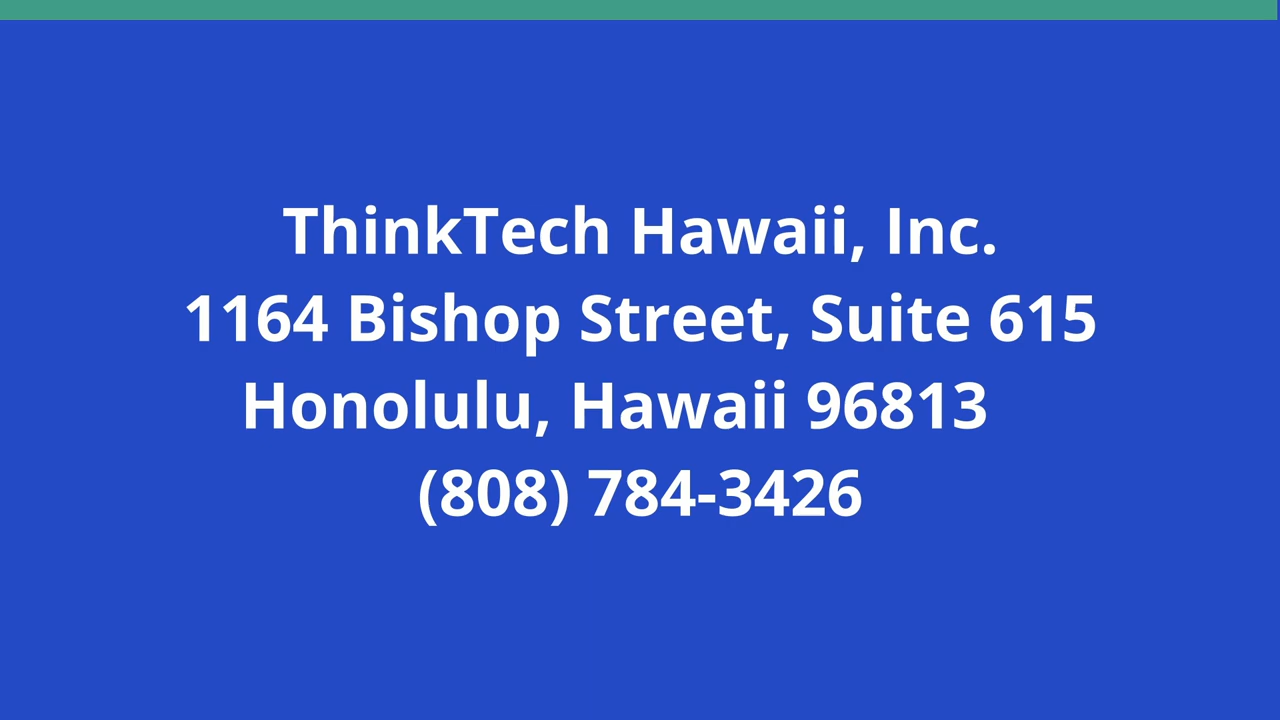 ThinkTech Hawaii, Inc.
1164 Bishop Street, Suite 615
Honolulu, Hawaii 96813
(808) 784-3426